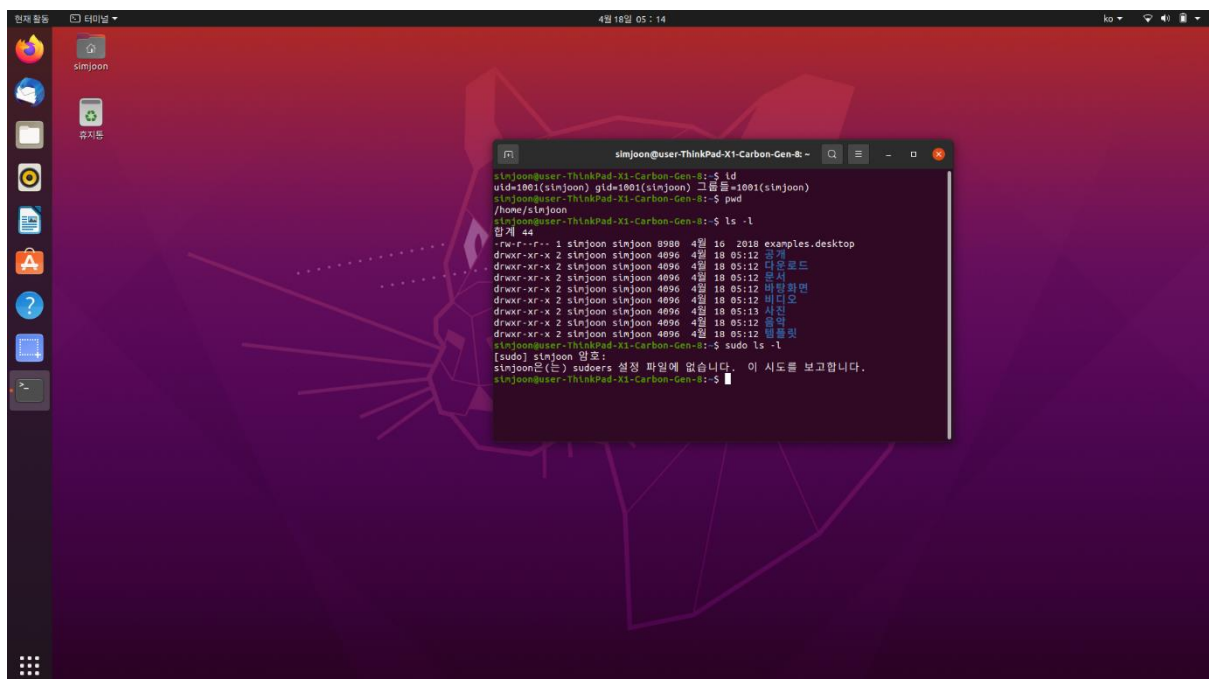 현재 활동 터미널 4월 18일 05 : 14 ko
simjoon
휴지통
simjoon@user-ThinkPad-X1-Carbon-Gen-8: ~
simjoon@user-ThinkPad-X1-Carbon-Gen-8:~$ id
uid=1001(simjoon) gid=1001(simjoon) 그룹들=1001(simjoon)
simjoon@user-ThinkPad-X1-Carbon-Gen-8:~$ pwd
/home/simjoon
simjoon@user-ThinkPad-X1-Carbon-Gen-8:~$ ls -l
합계 44
-rw-r--r-- 1 simjoon simjoon 8980 4월 16 2018 examples.desktop
drwxr-xr-x 2 simjoon simjoon 4096 4월 18 05:12 공개
drwxr-xr-x 2 simjoon simjoon 4096 4월 18 05:12 다운로드
drwxr-xr-x 2 simjoon simjoon 4096 4월 18 05:12 문서
drwxr-xr-x 2 simjoon simjoon 4096 4월 18 05:12 바탕화면
drwxr-xr-x 2 simjoon simjoon 4096 4월 18 05:12 비디오
drwxr-xr-x 2 simjoon simjoon 4096 4월 18 05:13 사진
drwxr-xr-x 2 simjoon simjoon 4096 4월 18 05:12 음악
drwxr-xr-x 2 simjoon simjoon 4096 4월 18 05:12 템플릿
simjoon@user-ThinkPad-X1-Carbon-Gen-8:~$ sudo ls -l
[sudo] simjoon 암호:
simjoon은(는) sudoers 설정 파일에 없습니다. 이 시도를 보고합니다.
simjoon@user-ThinkPad-X1-Carbon-Gen-8:~$